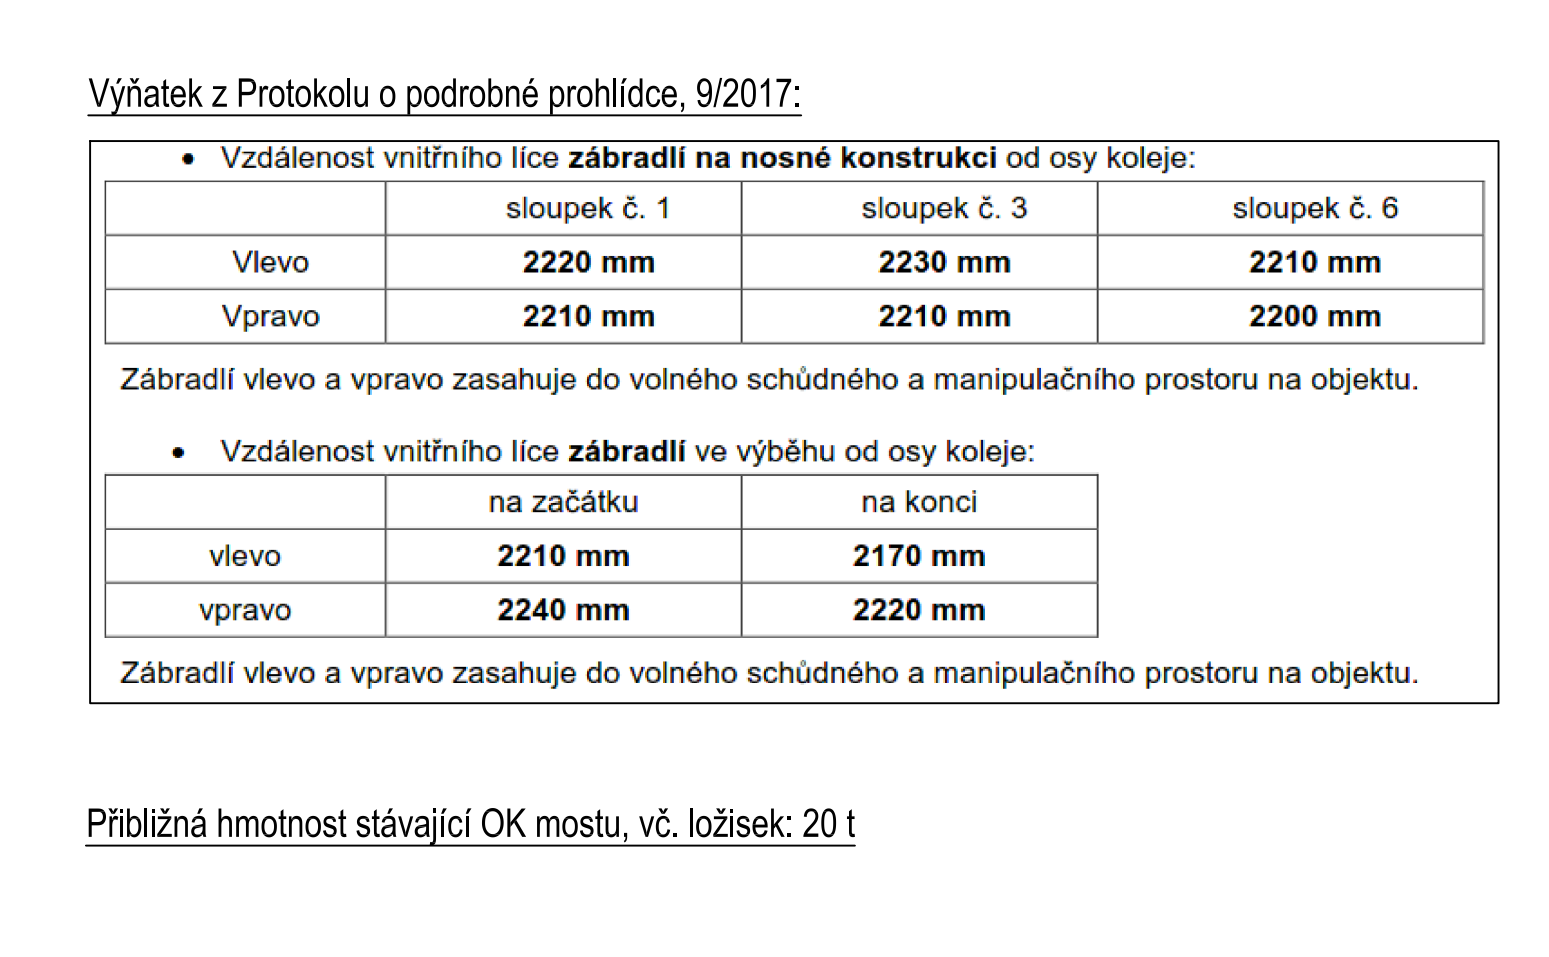 Výňatek z Protokolu o podrobné prohlídce, 9/2017:
• Vzdálenost vnitřního líce zábradlí na nosné konstrukci od osy koleje:
sloupek č. 1 sloupek č. 3 sloupek č. 6
Vlevo 2220 mm 2230 mm 2210 mm
Vpravo 2210 mm 2210 mm 2200 mm
Zábradlí vlevo a vpravo zasahuje do volného schůdného a manipulačního prostoru na objektu.
• Vzdálenost vnitřního líce zábradlí ve výběhu od osy koleje:
na začátku na konci
vlevo 2210 mm 2170 mm
vpravo 2240 mm 2220 mm
Zábradlí vlevo a vpravo zasahuje do volného schůdného a manipulačního prostoru na objektu.
Přibližná hmotnost stávající OK mostu, vč. ložisek: 20 t